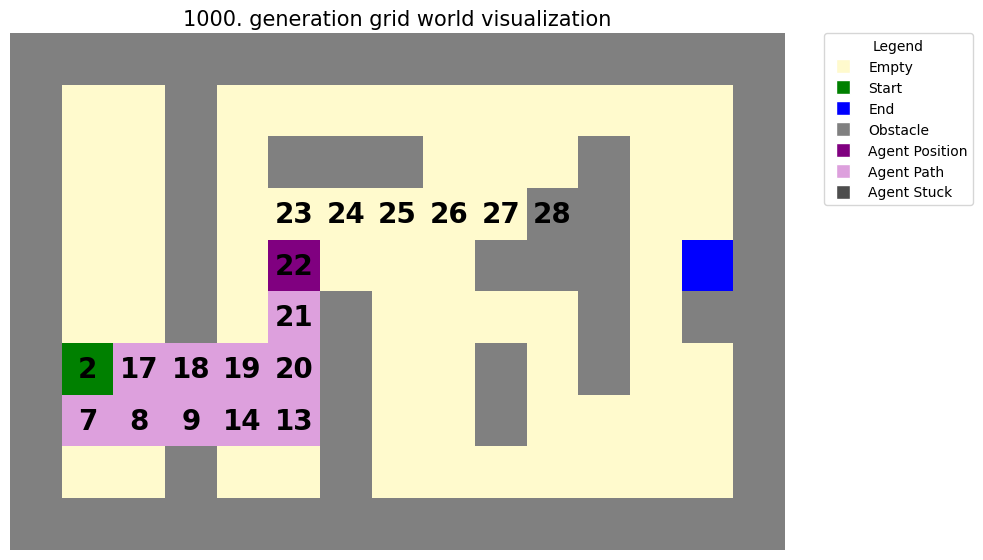 1000. generation grid world visualization
Legend
Empty
Start
End
Obstacle
Agent Position
Agent Path
Agent Stuck
23 24 25 26 27 28
22
21
2 17 18 19 20
7 8 9 14 13